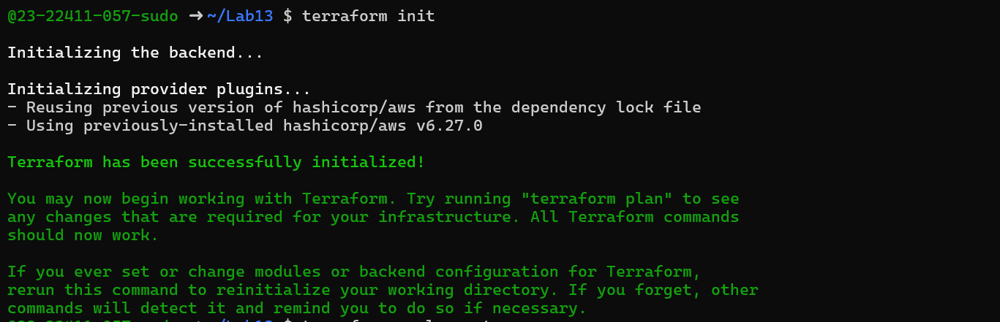 @23-22411-057-sudo ➜ ~/Lab13 $ terraform init
Initializing the backend...
Initializing provider plugins...
- Reusing previous version of hashicorp/aws from the dependency lock file
- Using previously-installed hashicorp/aws v6.27.0
Terraform has been successfully initialized!
You may now begin working with Terraform. Try running "terraform plan" to see
any changes that are required for your infrastructure. All Terraform commands
should now work.
If you ever set or change modules or backend configuration for Terraform,
rerun this command to reinitialize your working directory. If you forget, other
commands will detect it and remind you to do so if necessary.
@23-22411-057-sudo ➜ ~/Lab13 $